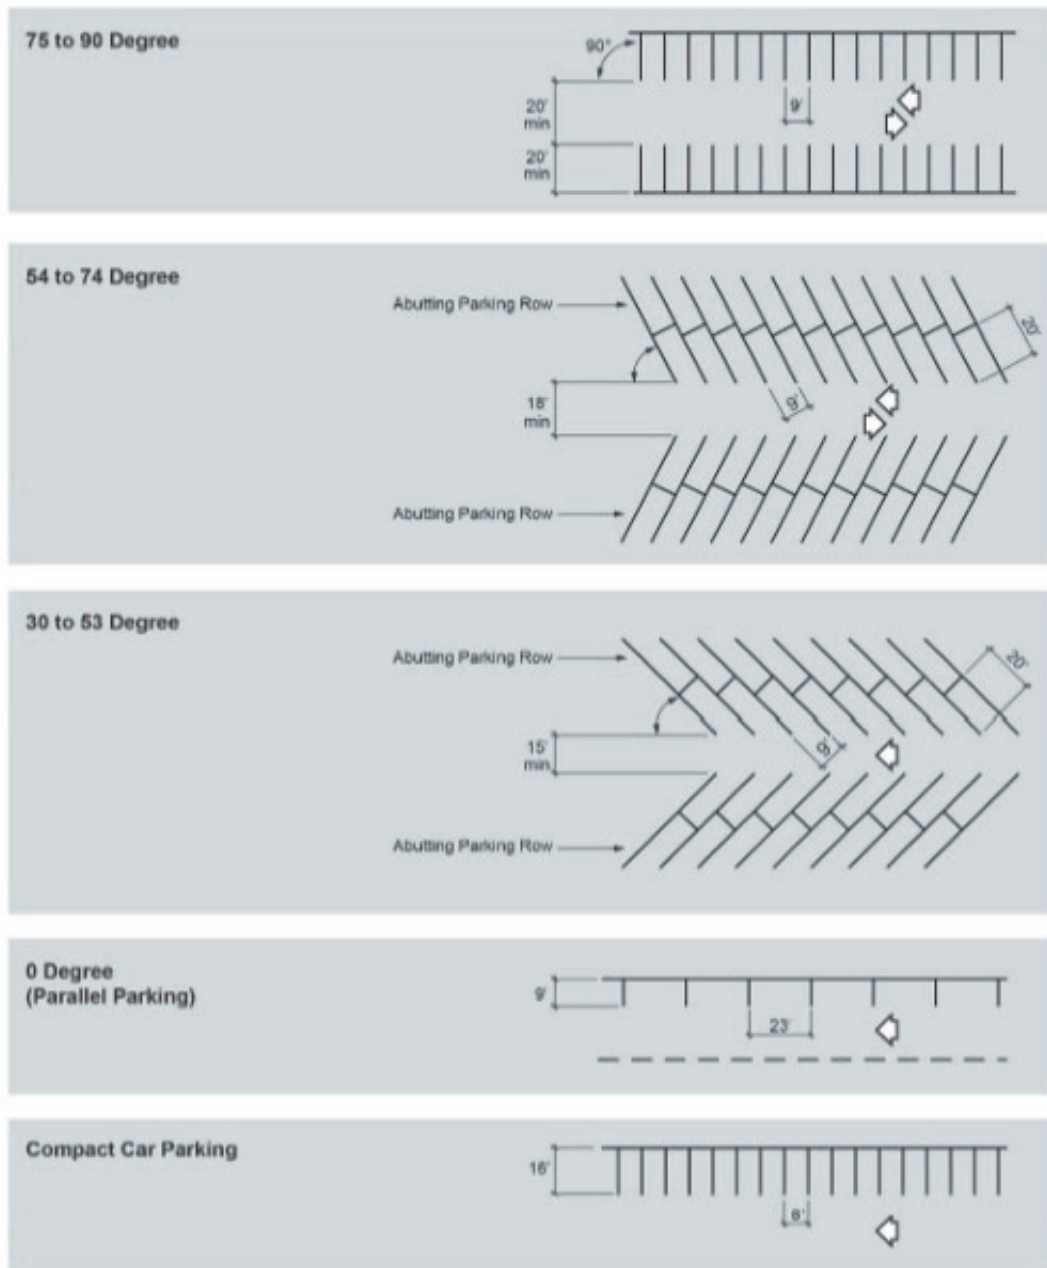 75 to 90 Degree
90°
20'
min
9'
20'
min
54 to 74 Degree
Abutting Parking Row
20'
18'
min
9'
Abutting Parking Row
30 to 53 Degree
Abutting Parking Row
20'
15'
min
9'
Abutting Parking Row
0 Degree
(Parallel Parking)
9'
23'
Compact Car Parking
16'
8'